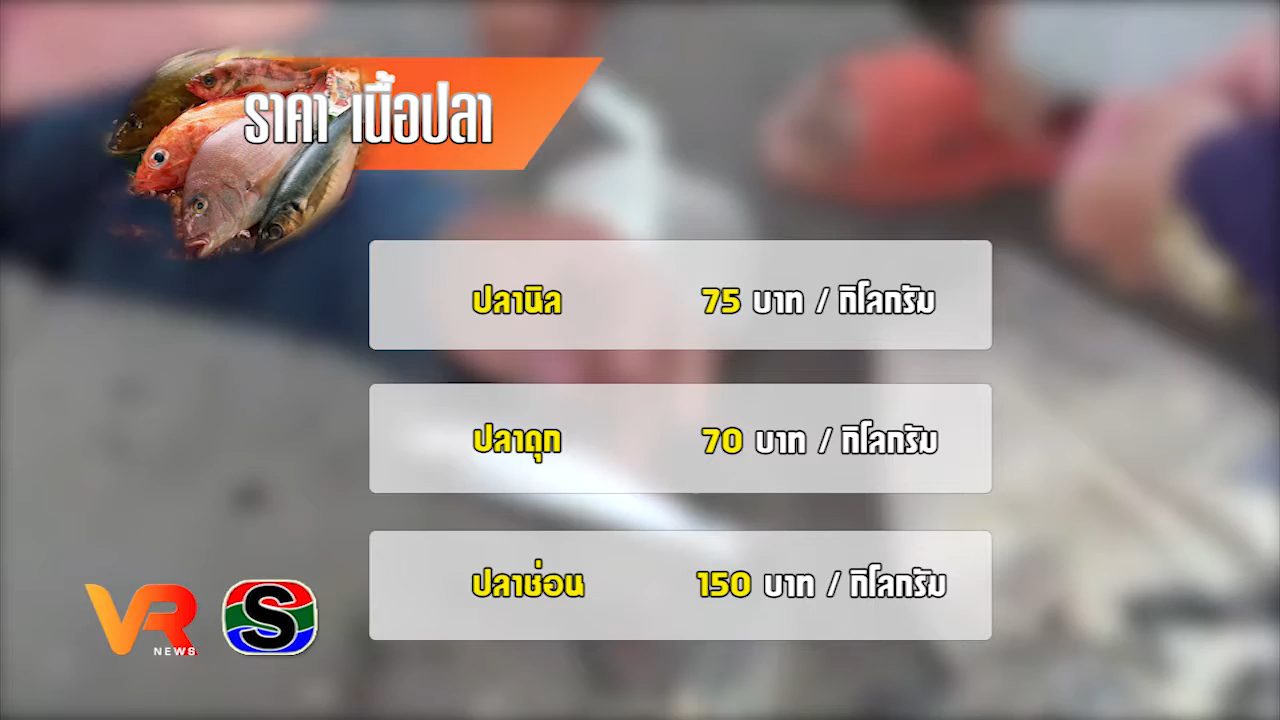 ราคา เนื้อปลา
ปลานิล 75 บาท / กิโลกรัม
ปลาดุก 70 บาท / กิโลกรัม
ปลาช่อน 150 บาท / กิโลกรัม
VR NEWS S